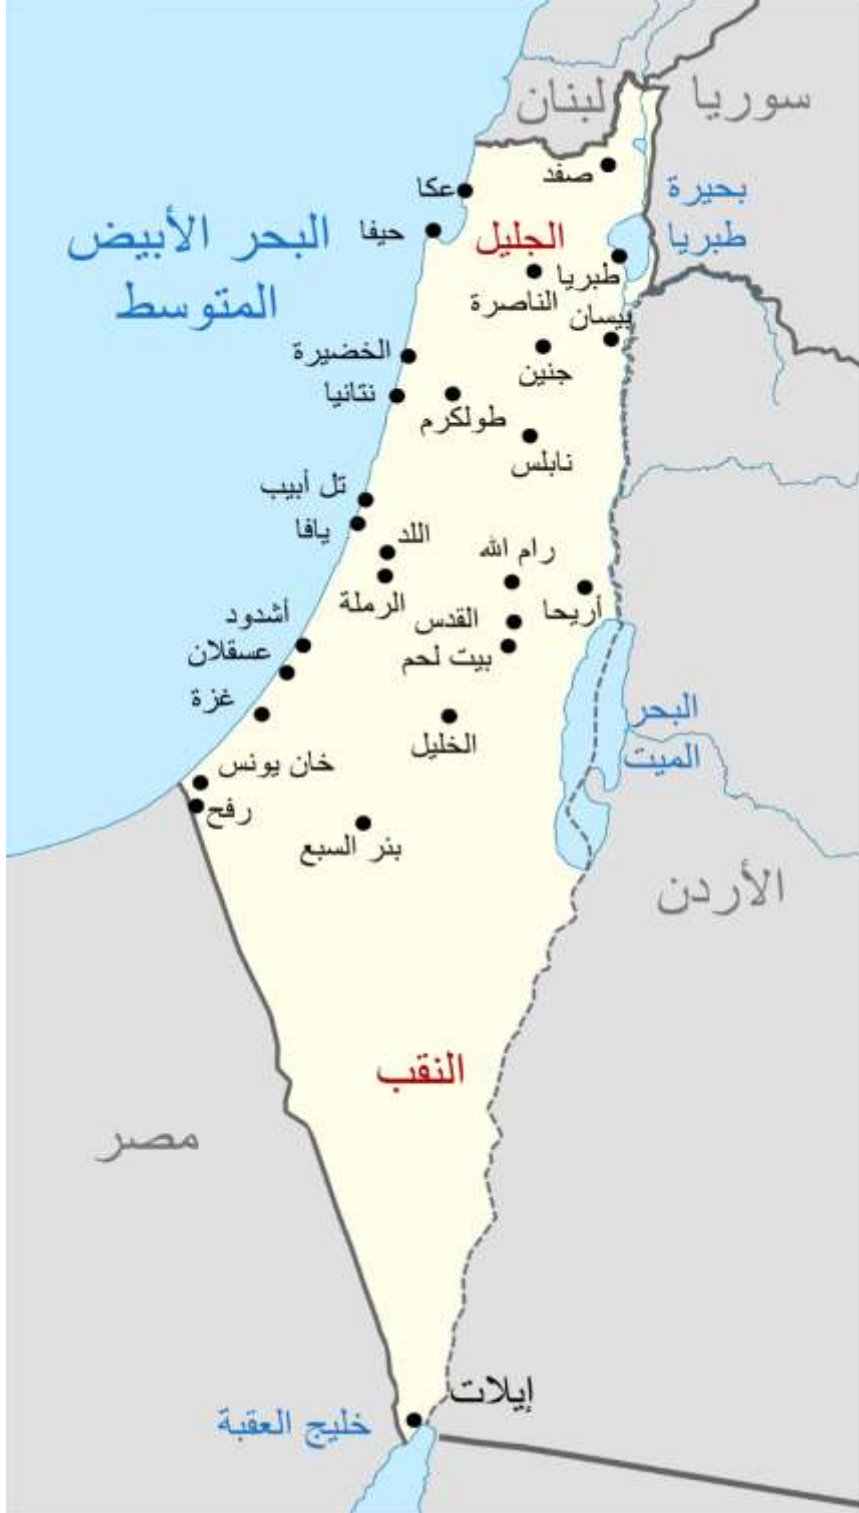 سوريا
لبنان
صفد
بحيرة
طبريا
عكا
حيفا
الجليل
البحر الأبيض
المتوسط
طبريا
الناصرة
بيسان
جنين
الخضيرة
نتانيا
طولكرم
نابلس
تل أبيب
يافا
اللد
رام الله
الرملة
أريحا
القدس
أشدود
بيت لحم
عسقلان
غزة
البحر
الميت
الخليل
خان يونس
رفح
بئر السبع
الأردن
النقب
مصر
إيلات
خليج العقبة